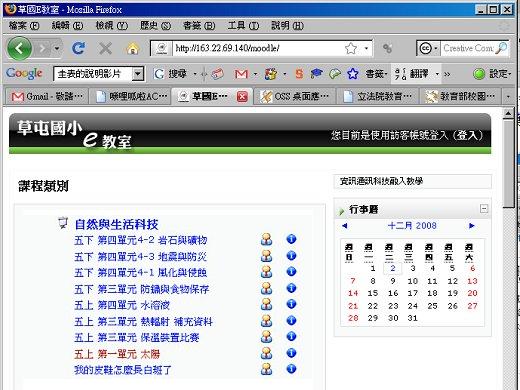 草國E教室 - Mozilla Firefox
檔案(F) 編輯(E) 檢視(V) 歷史(S) 書籤(B) 工具(T) 說明(H)
http://163.22.69.140/moodle/
Creative Com
Google 主表的說明影片 搜尋 書籤 翻譯 設定
Gmail - 敬請... 噗哩呱啦AC... 草國E... OSS 桌面應... 立法院教育... 教育部校園...
草屯國小
e教室
您目前是使用訪客帳號登入 (登入)
課程類別
自然與生活科技
五下 第四單元4-2 岩石與礦物
五下 第四單元4-3 地震與防災
五下 第四單元4-1 風化與侵蝕
五下 第三單元 防鏽與食物保存
五上 第四單元 水溶液
五上 第三單元 熱輻射 補充資料
五上 第三單元 保溫裝置比賽
五上 第一單元 太陽
我的皮鞋怎麼長白斑了
資訊通訊科技融入教學
行事曆
十二月 2008
日 一 二 三 四 五 六
1 2 3 4 5 6
7 8 9 10 11 12 13
14 15 16 17 18 19 20
21 22 23 24 25 26 27
28 29 30 31